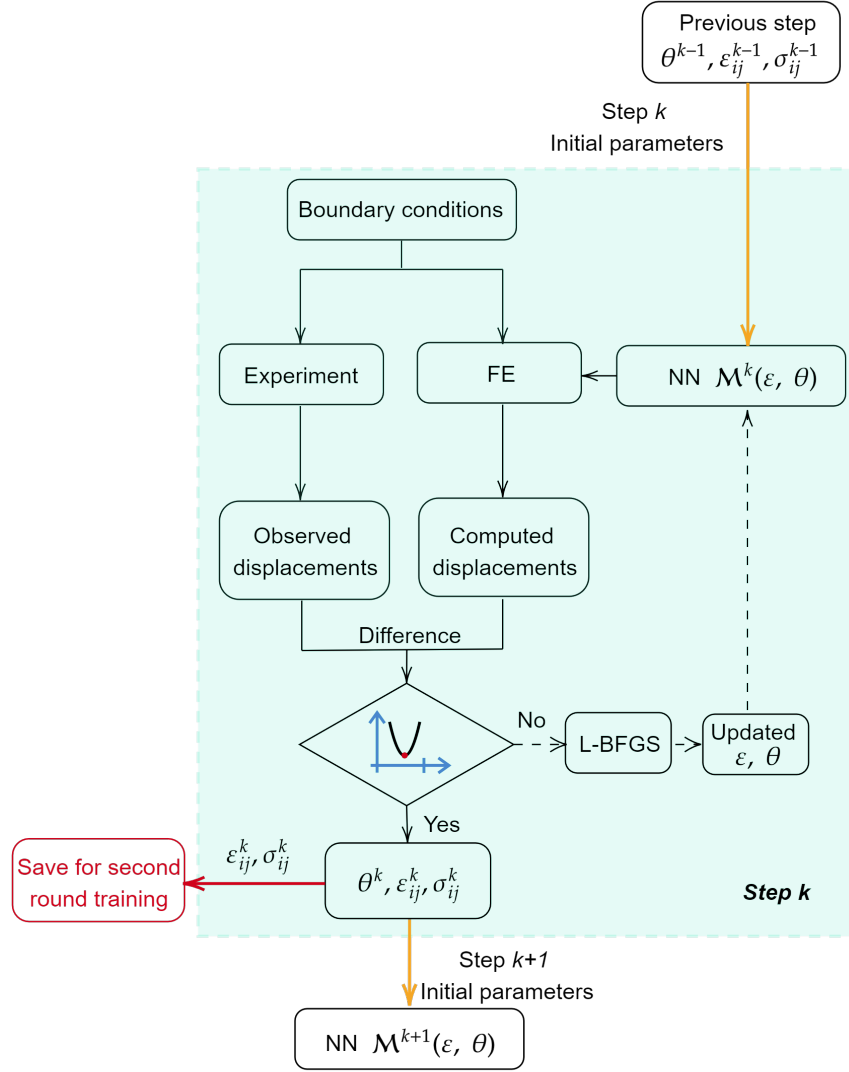 Previous step
θ^{k−1}, ε_{ij}^{k−1}, σ_{ij}^{k−1}
Step k
Initial parameters
Boundary conditions
Experiment
FE
NN ℳ^k(ε, θ)
Observed
displacements
Computed
displacements
Difference
No
L-BFGS
Updated
ε, θ
Yes
ε_{ij}^k, σ_{ij}^k
Save for second
round training
θ^k, ε_{ij}^k, σ_{ij}^k
Step k
Step k+1
Initial parameters
NN ℳ^{k+1}(ε, θ)